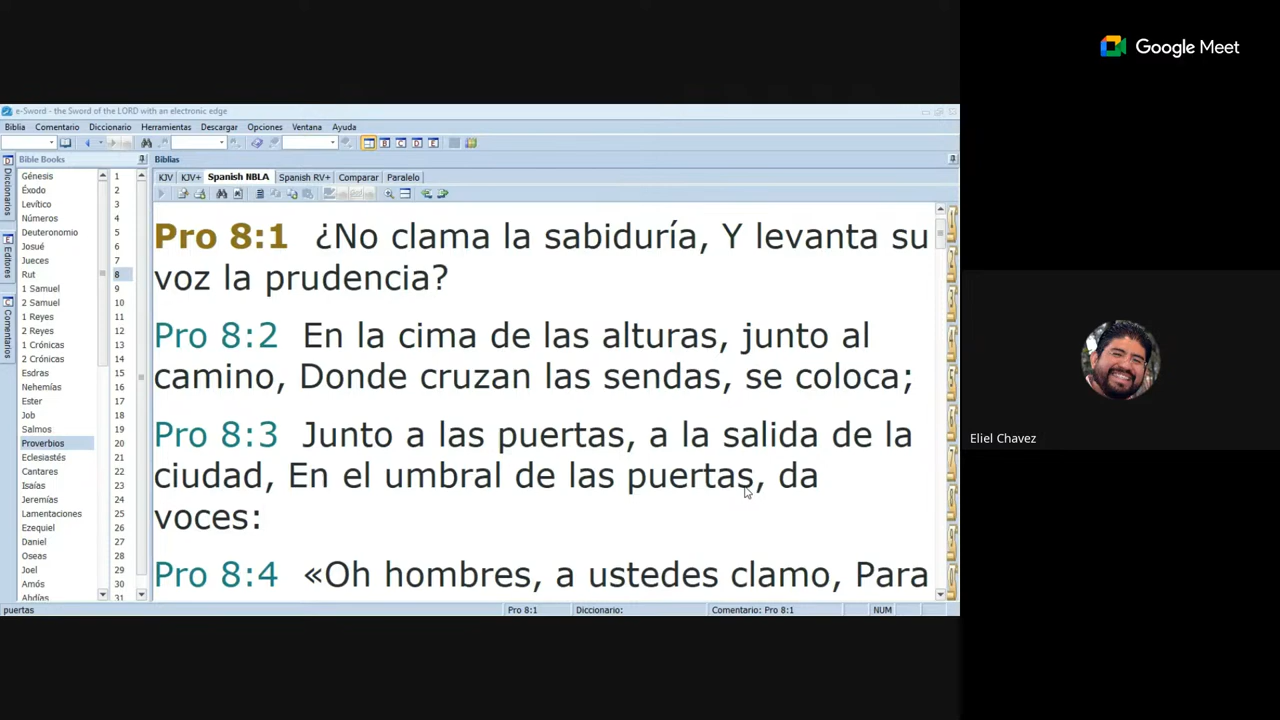 Google Meet
e-Sword - the Sword of the LORD with an electronic edge
Biblia Comentario Diccionario Herramientas Descargar Opciones Ventana Ayuda
B C D E
Bible Books
Biblias
KJV KJV+ Spanish NBLA Spanish RV+ Comparar Paralelo
Diccionarios
Editores
Comentarios
Génesis 1
Éxodo 2
Levítico 3
Números 4
Deuteronomio 5
Josué 6
Jueces 7
Rut 8
1 Samuel 9
2 Samuel 10
1 Reyes 11
2 Reyes 12
1 Crónicas 13
2 Crónicas 14
Esdras 15
Nehemías 16
Ester 17
Job 18
Salmos 19
Proverbios 20
Eclesiastés 21
Cantares 22
Isaías 23
Jeremías 24
Lamentaciones 25
Ezequiel 26
Daniel 27
Oseas 28
Joel 29
Amós 30
Abdías 31
Pro 8:1 ¿No clama la sabiduría, Y levanta su
voz la prudencia?
Pro 8:2 En la cima de las alturas, junto al
camino, Donde cruzan las sendas, se coloca;
Pro 8:3 Junto a las puertas, a la salida de la
ciudad, En el umbral de las puertas, da
voces:
Pro 8:4 «Oh hombres, a ustedes clamo, Para
puertas Pro 8:1 Diccionario: Comentario: Pro 8:1 NUM
Eliel Chavez